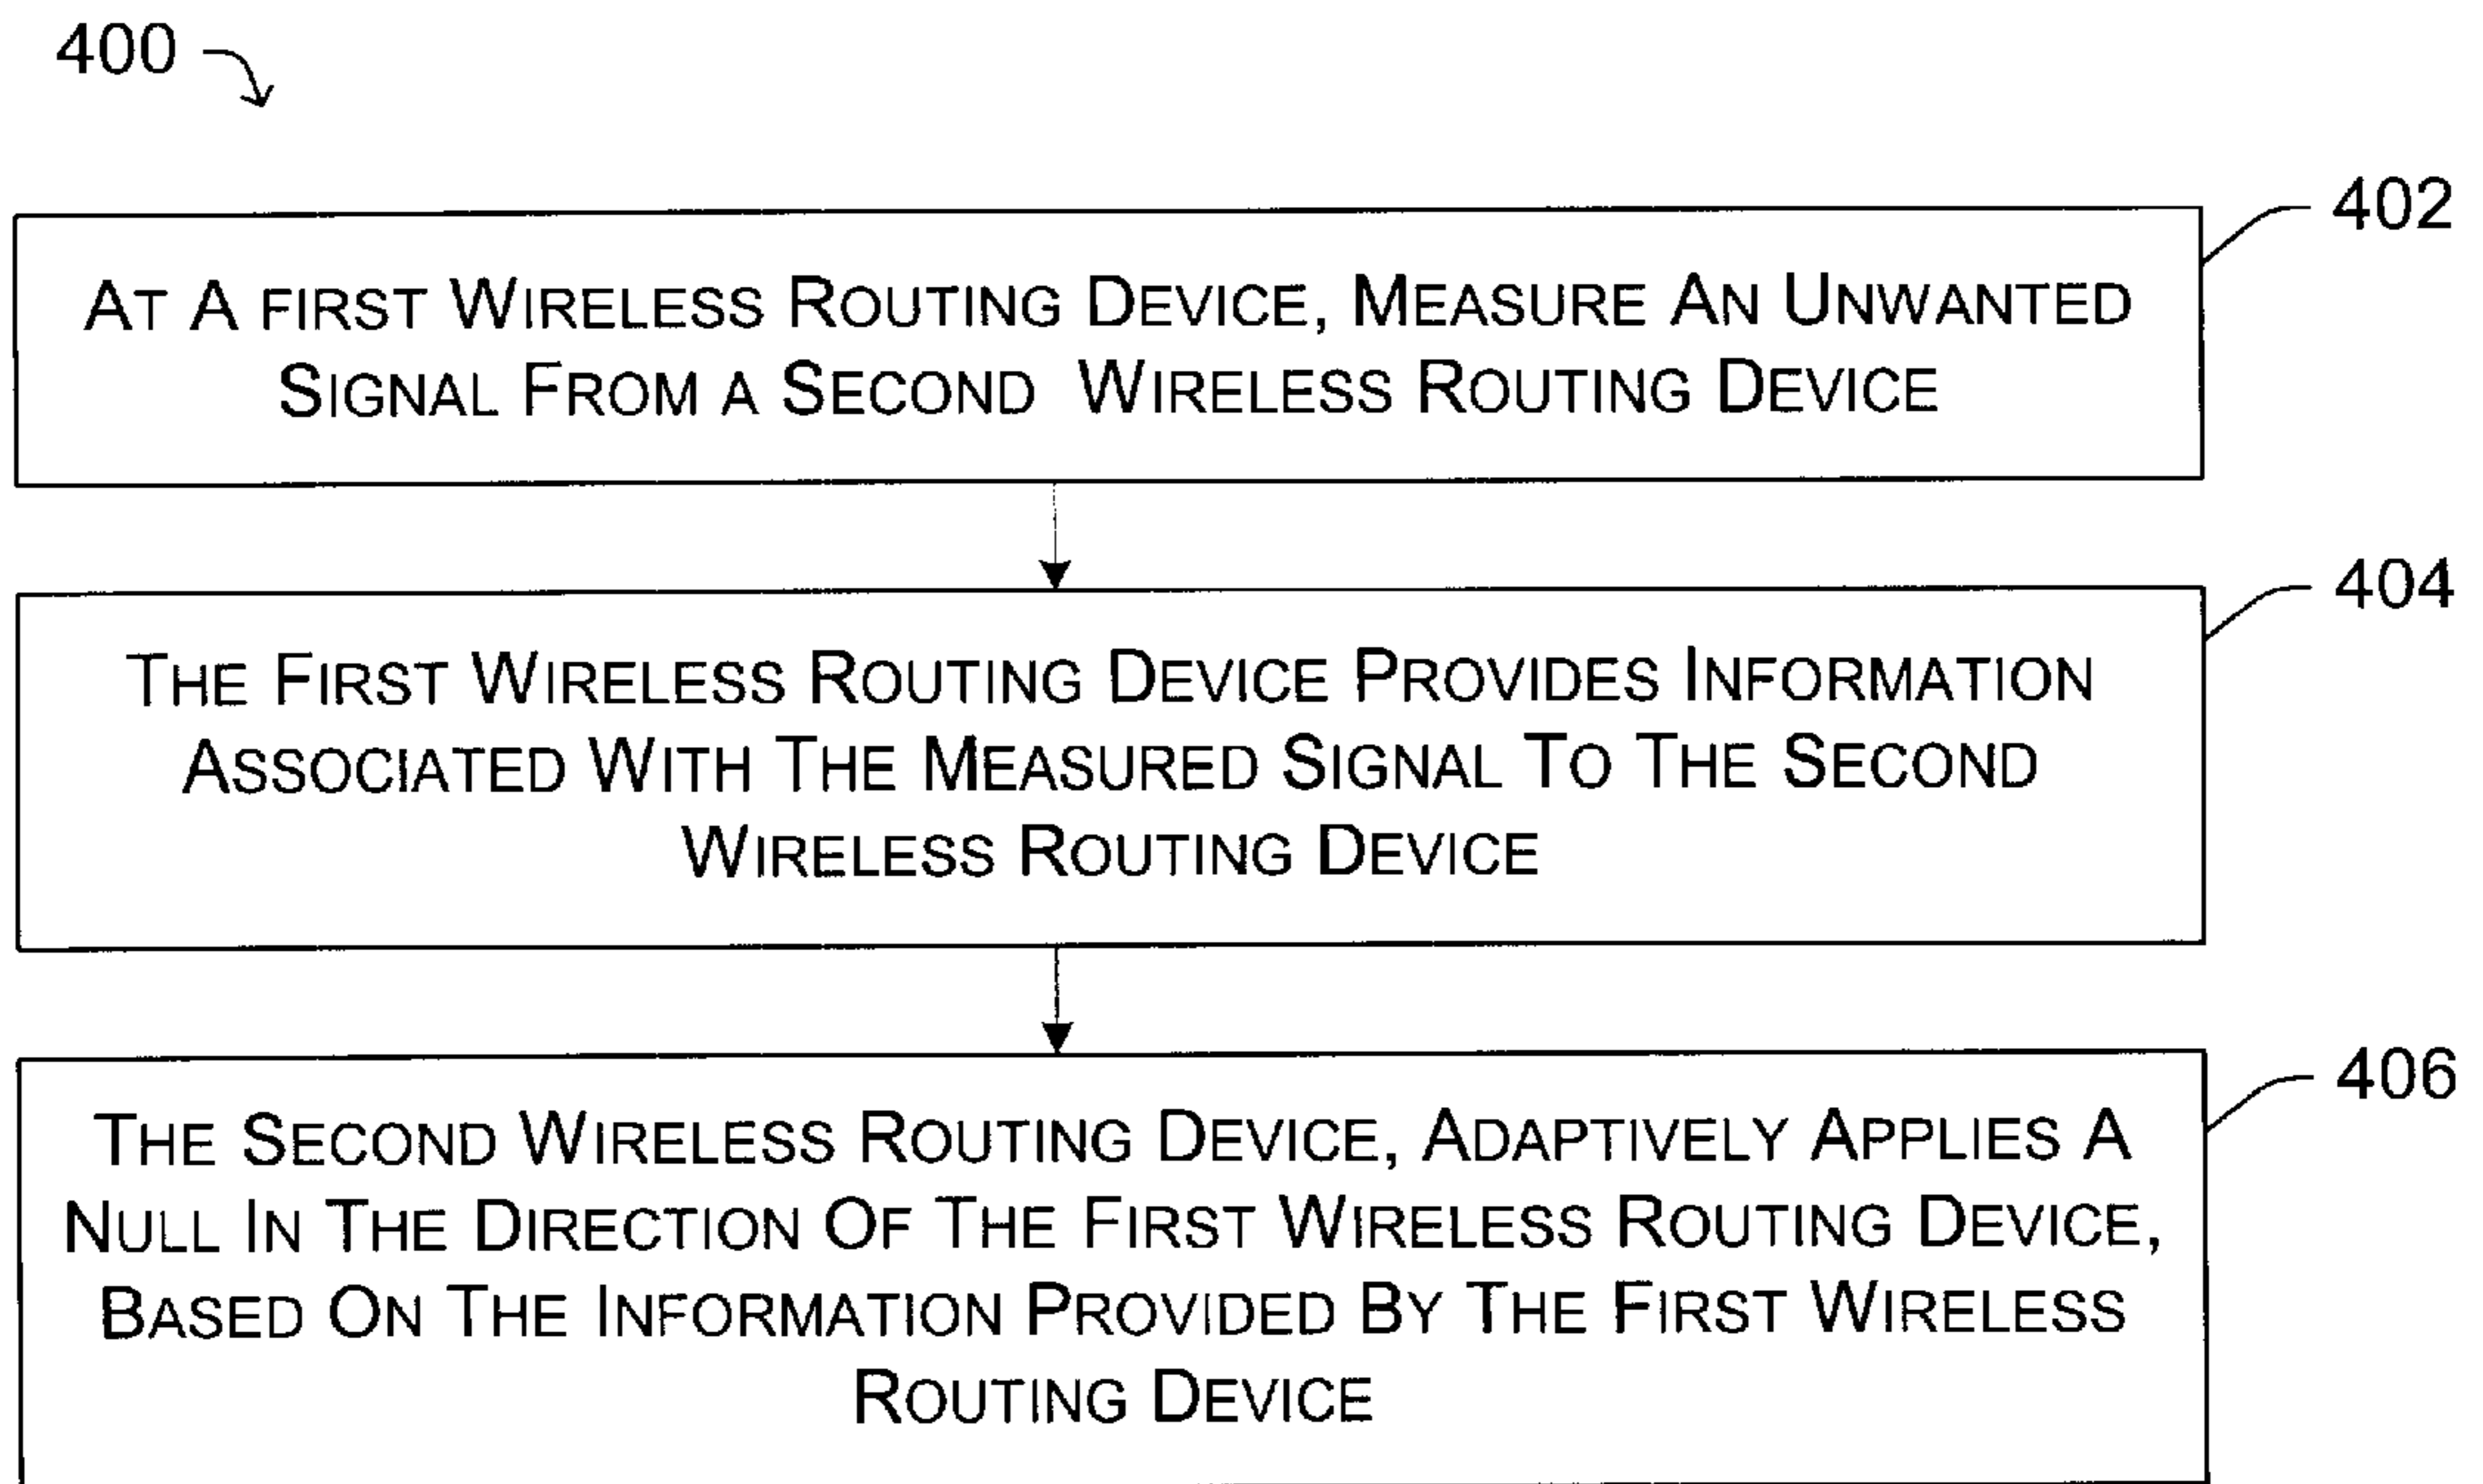 400
402
AT A FIRST WIRELESS ROUTING DEVICE, MEASURE AN UNWANTED
SIGNAL FROM A SECOND WIRELESS ROUTING DEVICE
404
THE FIRST WIRELESS ROUTING DEVICE PROVIDES INFORMATION
ASSOCIATED WITH THE MEASURED SIGNAL TO THE SECOND
WIRELESS ROUTING DEVICE
406
THE SECOND WIRELESS ROUTING DEVICE, ADAPTIVELY APPLIES A
NULL IN THE DIRECTION OF THE FIRST WIRELESS ROUTING DEVICE,
BASED ON THE INFORMATION PROVIDED BY THE FIRST WIRELESS
ROUTING DEVICE